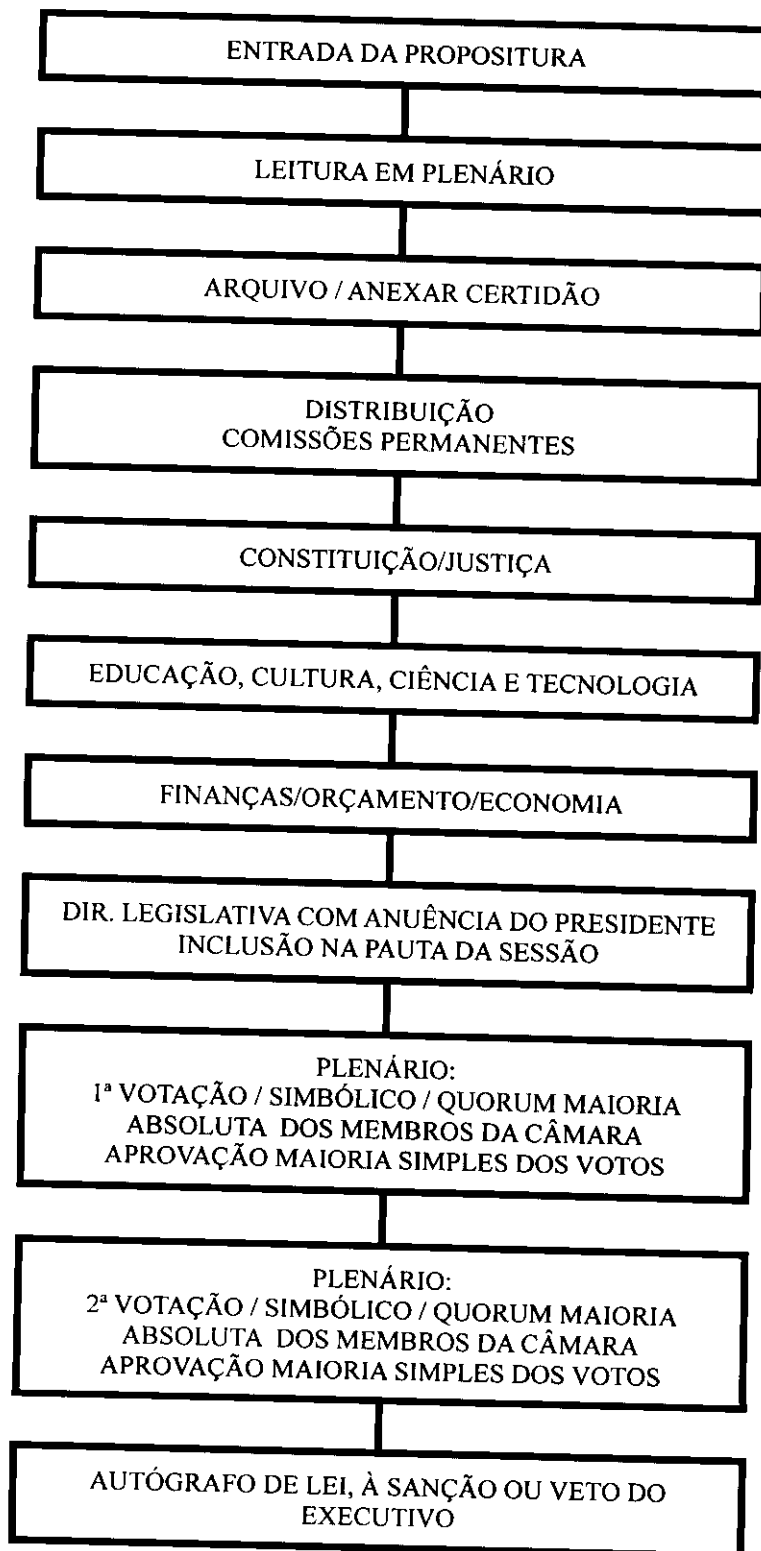 ENTRADA DA PROPOSITURA
LEITURA EM PLENÁRIO
ARQUIVO / ANEXAR CERTIDÃO
DISTRIBUIÇÃO
COMISSÕES PERMANENTES
CONSTITUIÇÃO/JUSTIÇA
EDUCAÇÃO, CULTURA, CIÊNCIA E TECNOLOGIA
FINANÇAS/ORÇAMENTO/ECONOMIA
DIR. LEGISLATIVA COM ANUÊNCIA DO PRESIDENTE
INCLUSÃO NA PAUTA DA SESSÃO
PLENÁRIO:
1ª VOTAÇÃO / SIMBÓLICO / QUORUM MAIORIA
ABSOLUTA DOS MEMBROS DA CÂMARA
APROVAÇÃO MAIORIA SIMPLES DOS VOTOS
PLENÁRIO:
2ª VOTAÇÃO / SIMBÓLICO / QUORUM MAIORIA
ABSOLUTA DOS MEMBROS DA CÂMARA
APROVAÇÃO MAIORIA SIMPLES DOS VOTOS
AUTÓGRAFO DE LEI, À SANÇÃO OU VETO DO
EXECUTIVO